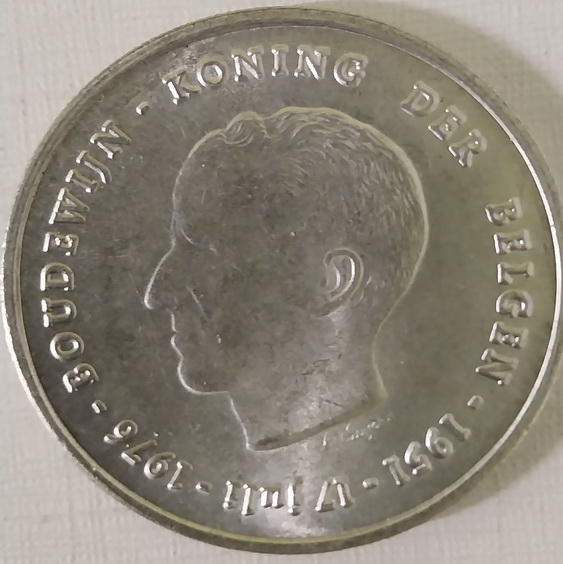 BOUDEWIJN - KONING DER BELGEN - 1951 - 17 juli - 1976 -